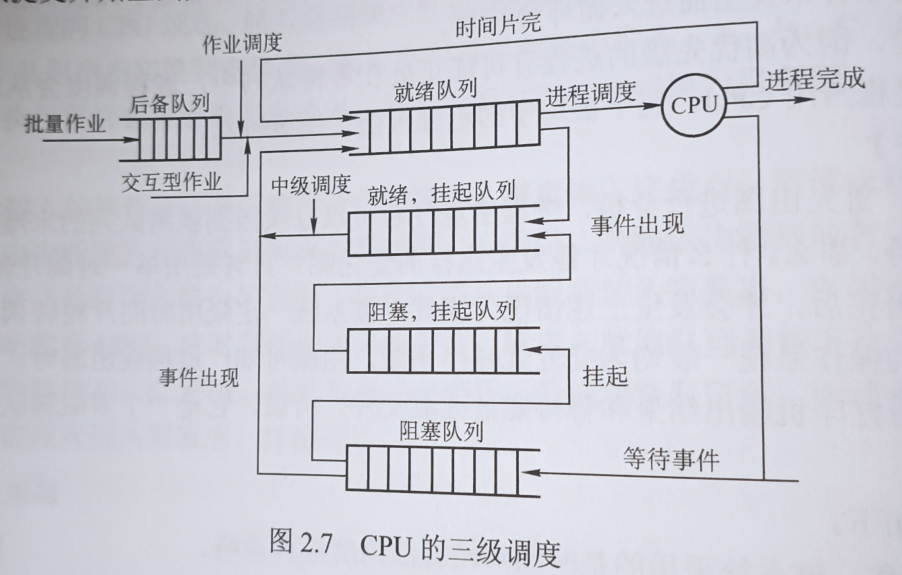 时间片完
作业调度
后备队列
就绪队列
进程调度
CPU
进程完成
批量作业
交互型作业
中级调度
就绪，挂起队列
事件出现
阻塞，挂起队列
事件出现
挂起
阻塞队列
等待事件
图 2.7 CPU 的三级调度